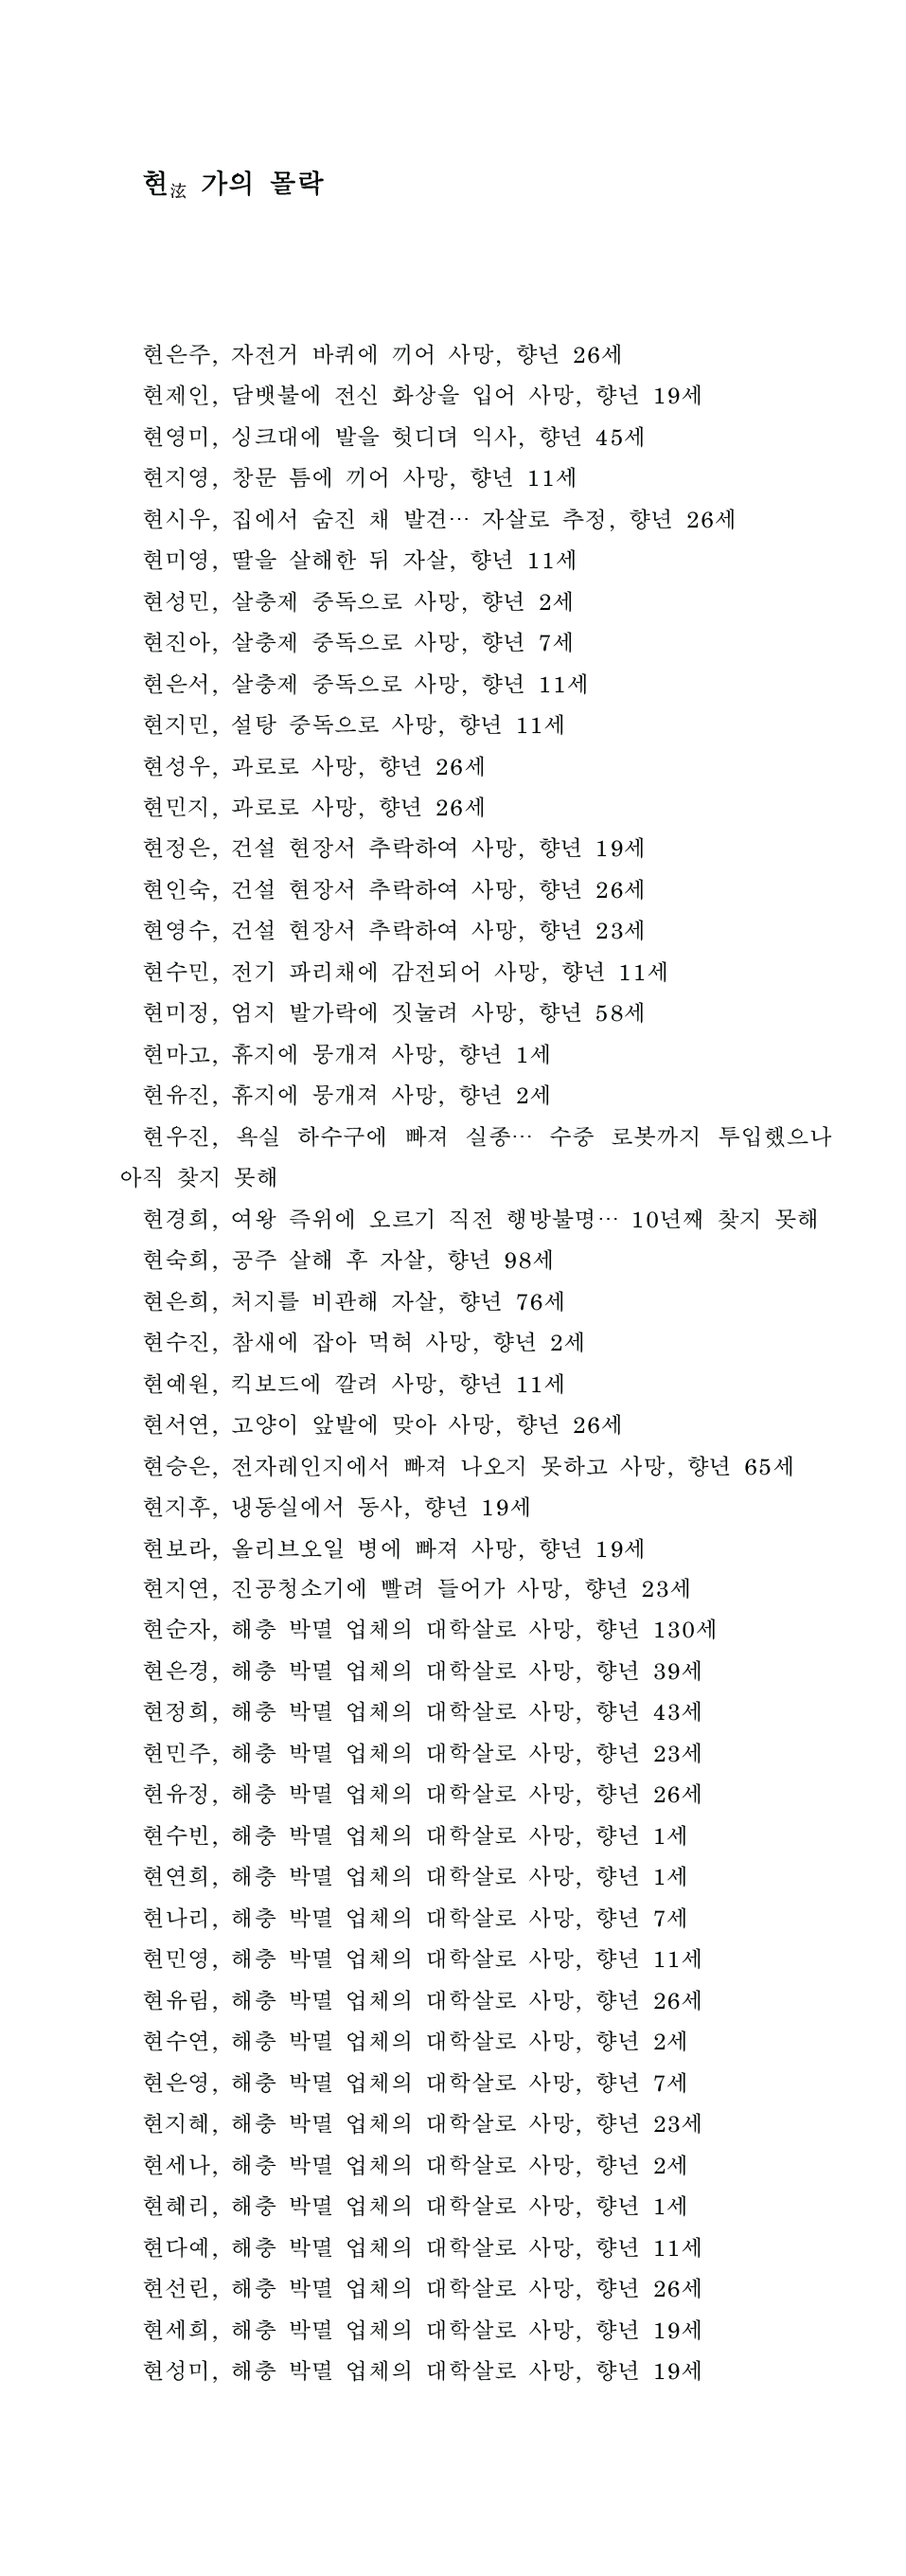 현泫 가의 몰락
현은주, 자전거 바퀴에 끼어 사망, 향년 26세
현제인, 담뱃불에 전신 화상을 입어 사망, 향년 19세
현영미, 싱크대에 발을 헛디뎌 익사, 향년 45세
현지영, 창문 틈에 끼어 사망, 향년 11세
현시우, 집에서 숨진 채 발견… 자살로 추정, 향년 26세
현미영, 딸을 살해한 뒤 자살, 향년 11세
현성민, 살충제 중독으로 사망, 향년 2세
현진아, 살충제 중독으로 사망, 향년 7세
현은서, 살충제 중독으로 사망, 향년 11세
현지민, 설탕 중독으로 사망, 향년 11세
현성우, 과로로 사망, 향년 26세
현민지, 과로로 사망, 향년 26세
현정은, 건설 현장서 추락하여 사망, 향년 19세
현인숙, 건설 현장서 추락하여 사망, 향년 26세
현영수, 건설 현장서 추락하여 사망, 향년 23세
현수민, 전기 파리채에 감전되어 사망, 향년 11세
현미정, 엄지 발가락에 짓눌려 사망, 향년 58세
현마고, 휴지에 뭉개져 사망, 향년 1세
현유진, 휴지에 뭉개져 사망, 향년 2세
현우진, 욕실 하수구에 빠져 실종… 수중 로봇까지 투입했으나
아직 찾지 못해
현경희, 여왕 즉위에 오르기 직전 행방불명… 10년째 찾지 못해
현숙희, 공주 살해 후 자살, 향년 98세
현은희, 처지를 비관해 자살, 향년 76세
현수진, 참새에 잡아 먹혀 사망, 향년 2세
현예원, 킥보드에 깔려 사망, 향년 11세
현서연, 고양이 앞발에 맞아 사망, 향년 26세
현승은, 전자레인지에서 빠져 나오지 못하고 사망, 향년 65세
현지후, 냉동실에서 동사, 향년 19세
현보라, 올리브오일 병에 빠져 사망, 향년 19세
현지연, 진공청소기에 빨려 들어가 사망, 향년 23세
현순자, 해충 박멸 업체의 대학살로 사망, 향년 130세
현은경, 해충 박멸 업체의 대학살로 사망, 향년 39세
현정희, 해충 박멸 업체의 대학살로 사망, 향년 43세
현민주, 해충 박멸 업체의 대학살로 사망, 향년 23세
현유정, 해충 박멸 업체의 대학살로 사망, 향년 26세
현수빈, 해충 박멸 업체의 대학살로 사망, 향년 1세
현연희, 해충 박멸 업체의 대학살로 사망, 향년 1세
현나리, 해충 박멸 업체의 대학살로 사망, 향년 7세
현민영, 해충 박멸 업체의 대학살로 사망, 향년 11세
현유림, 해충 박멸 업체의 대학살로 사망, 향년 26세
현수연, 해충 박멸 업체의 대학살로 사망, 향년 2세
현은영, 해충 박멸 업체의 대학살로 사망, 향년 7세
현지혜, 해충 박멸 업체의 대학살로 사망, 향년 23세
현세나, 해충 박멸 업체의 대학살로 사망, 향년 2세
현혜리, 해충 박멸 업체의 대학살로 사망, 향년 1세
현다예, 해충 박멸 업체의 대학살로 사망, 향년 11세
현선린, 해충 박멸 업체의 대학살로 사망, 향년 26세
현세희, 해충 박멸 업체의 대학살로 사망, 향년 19세
현성미, 해충 박멸 업체의 대학살로 사망, 향년 19세